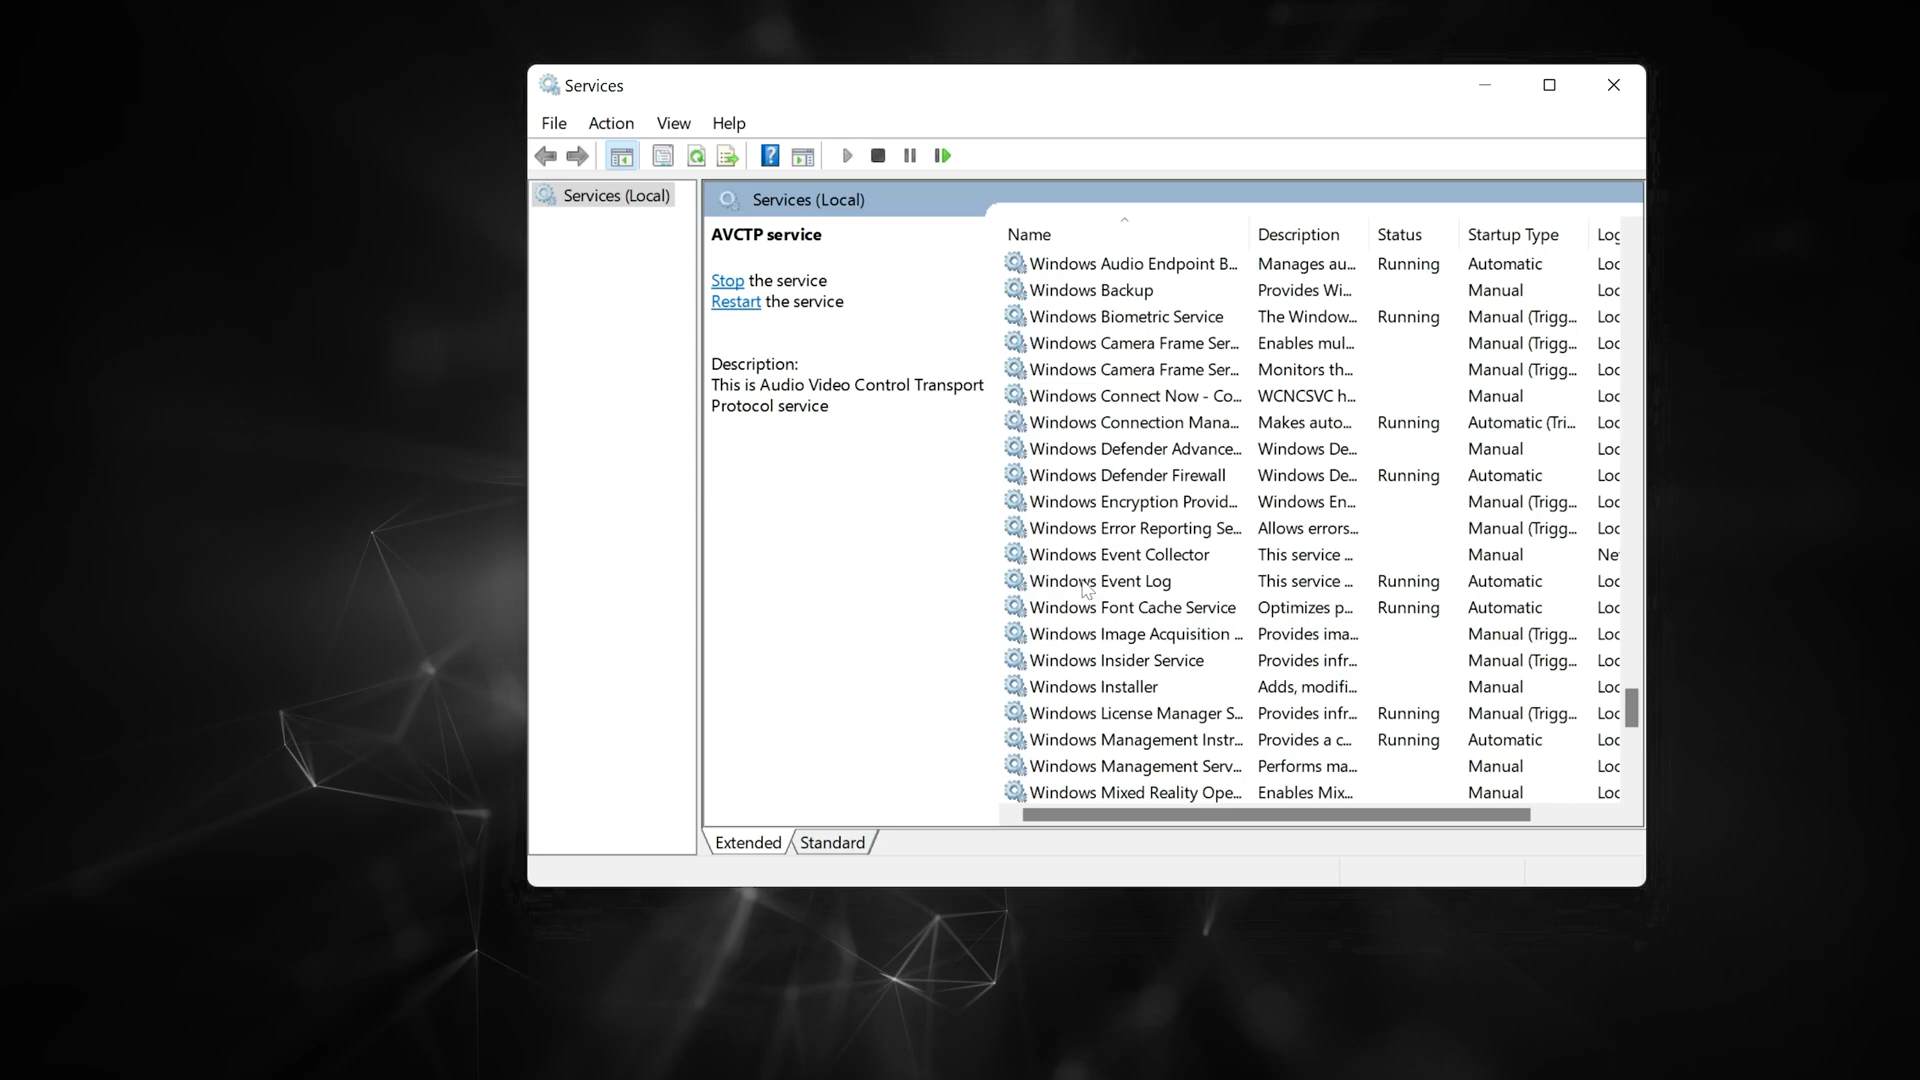 Services
File Action View Help
Services (Local)
Services (Local)
AVCTP service
Stop the service
Restart the service
Description:
This is Audio Video Control Transport
Protocol service
Name Description Status Startup Type Log
Windows Audio Endpoint B... Manages au... Running Automatic Loc
Windows Backup Provides Wi... Manual Loc
Windows Biometric Service The Window... Running Manual (Trigg... Loc
Windows Camera Frame Ser... Enables mul... Manual (Trigg... Loc
Windows Camera Frame Ser... Monitors th... Manual (Trigg... Loc
Windows Connect Now - Co... WCNCSVC h... Manual Loc
Windows Connection Mana... Makes auto... Running Automatic (Tri... Loc
Windows Defender Advance... Windows De... Manual Loc
Windows Defender Firewall Windows De... Running Automatic Loc
Windows Encryption Provid... Windows En... Manual (Trigg... Loc
Windows Error Reporting Se... Allows errors... Manual (Trigg... Loc
Windows Event Collector This service ... Manual Net
Windows Event Log This service ... Running Automatic Loc
Windows Font Cache Service Optimizes p... Running Automatic Loc
Windows Image Acquisition ... Provides ima... Manual (Trigg... Loc
Windows Insider Service Provides infr... Manual (Trigg... Loc
Windows Installer Adds, modifi... Manual Loc
Windows License Manager S... Provides infr... Running Manual (Trigg... Loc
Windows Management Instr... Provides a c... Running Automatic Loc
Windows Management Serv... Performs ma... Manual Loc
Windows Mixed Reality Ope... Enables Mix... Manual Loc
Extended Standard